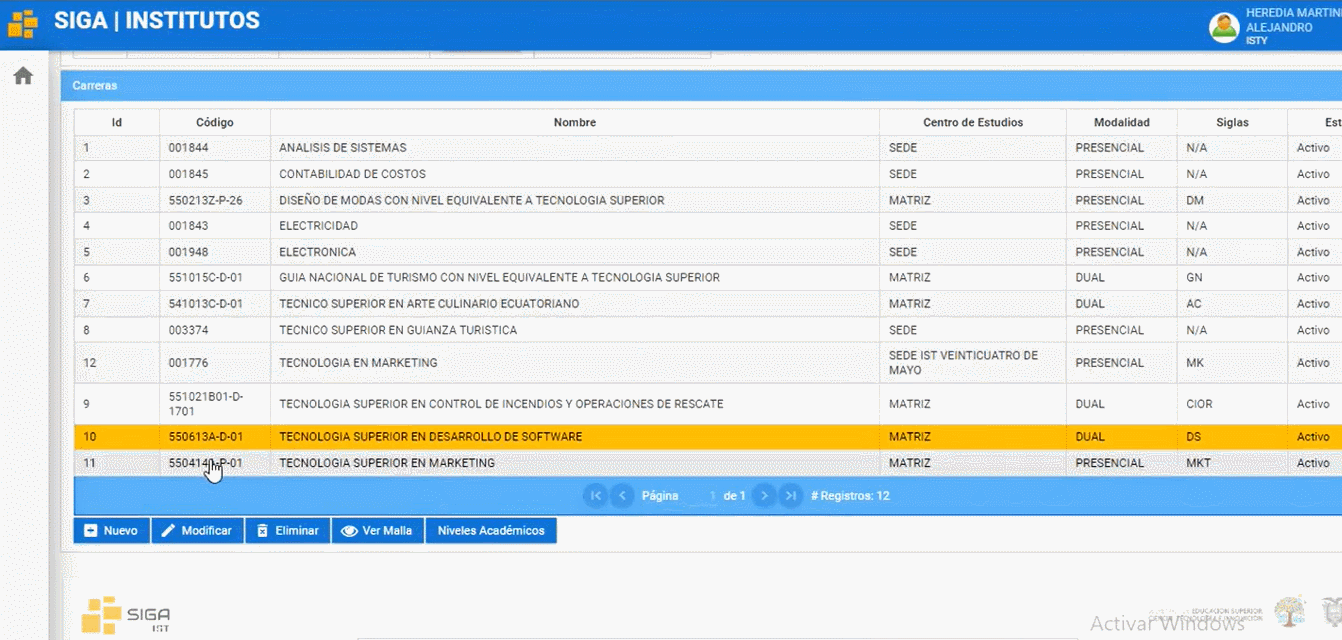 SIGA | INSTITUTOS
HEREDIA MARTIN
ALEJANDRO
ISTY
Carreras
Id Código Nombre Centro de Estudios Modalidad Siglas Est
1 001844 ANALISIS DE SISTEMAS SEDE PRESENCIAL N/A Activo
2 001845 CONTABILIDAD DE COSTOS SEDE PRESENCIAL N/A Activo
3 550213Z-P-26 DISEÑO DE MODAS CON NIVEL EQUIVALENTE A TECNOLOGIA SUPERIOR MATRIZ PRESENCIAL DM Activo
4 001843 ELECTRICIDAD SEDE PRESENCIAL N/A Activo
5 001948 ELECTRONICA SEDE PRESENCIAL N/A Activo
6 551015C-D-01 GUIA NACIONAL DE TURISMO CON NIVEL EQUIVALENTE A TECNOLOGIA SUPERIOR MATRIZ DUAL GN Activo
7 541013C-D-01 TECNICO SUPERIOR EN ARTE CULINARIO ECUATORIANO MATRIZ DUAL AC Activo
8 003374 TECNICO SUPERIOR EN GUIANZA TURISTICA SEDE PRESENCIAL N/A Activo
12 001776 TECNOLOGIA EN MARKETING SEDE IST VEINTICUATRO DE MAYO PRESENCIAL MK Activo
9 551021B01-D-1701 TECNOLOGIA SUPERIOR EN CONTROL DE INCENDIOS Y OPERACIONES DE RESCATE MATRIZ DUAL CIOR Activo
10 550613A-D-01 TECNOLOGIA SUPERIOR EN DESARROLLO DE SOFTWARE MATRIZ DUAL DS Activo
11 TECNOLOGIA SUPERIOR EN MARKETING MATRIZ PRESENCIAL MKT Activo
Página 1 de 1 # Registros: 12
Nuevo Modificar Eliminar Ver Malla Niveles Académicos
SIGA
IST
EDUCACIÓN SUPERIOR
Activar Windows